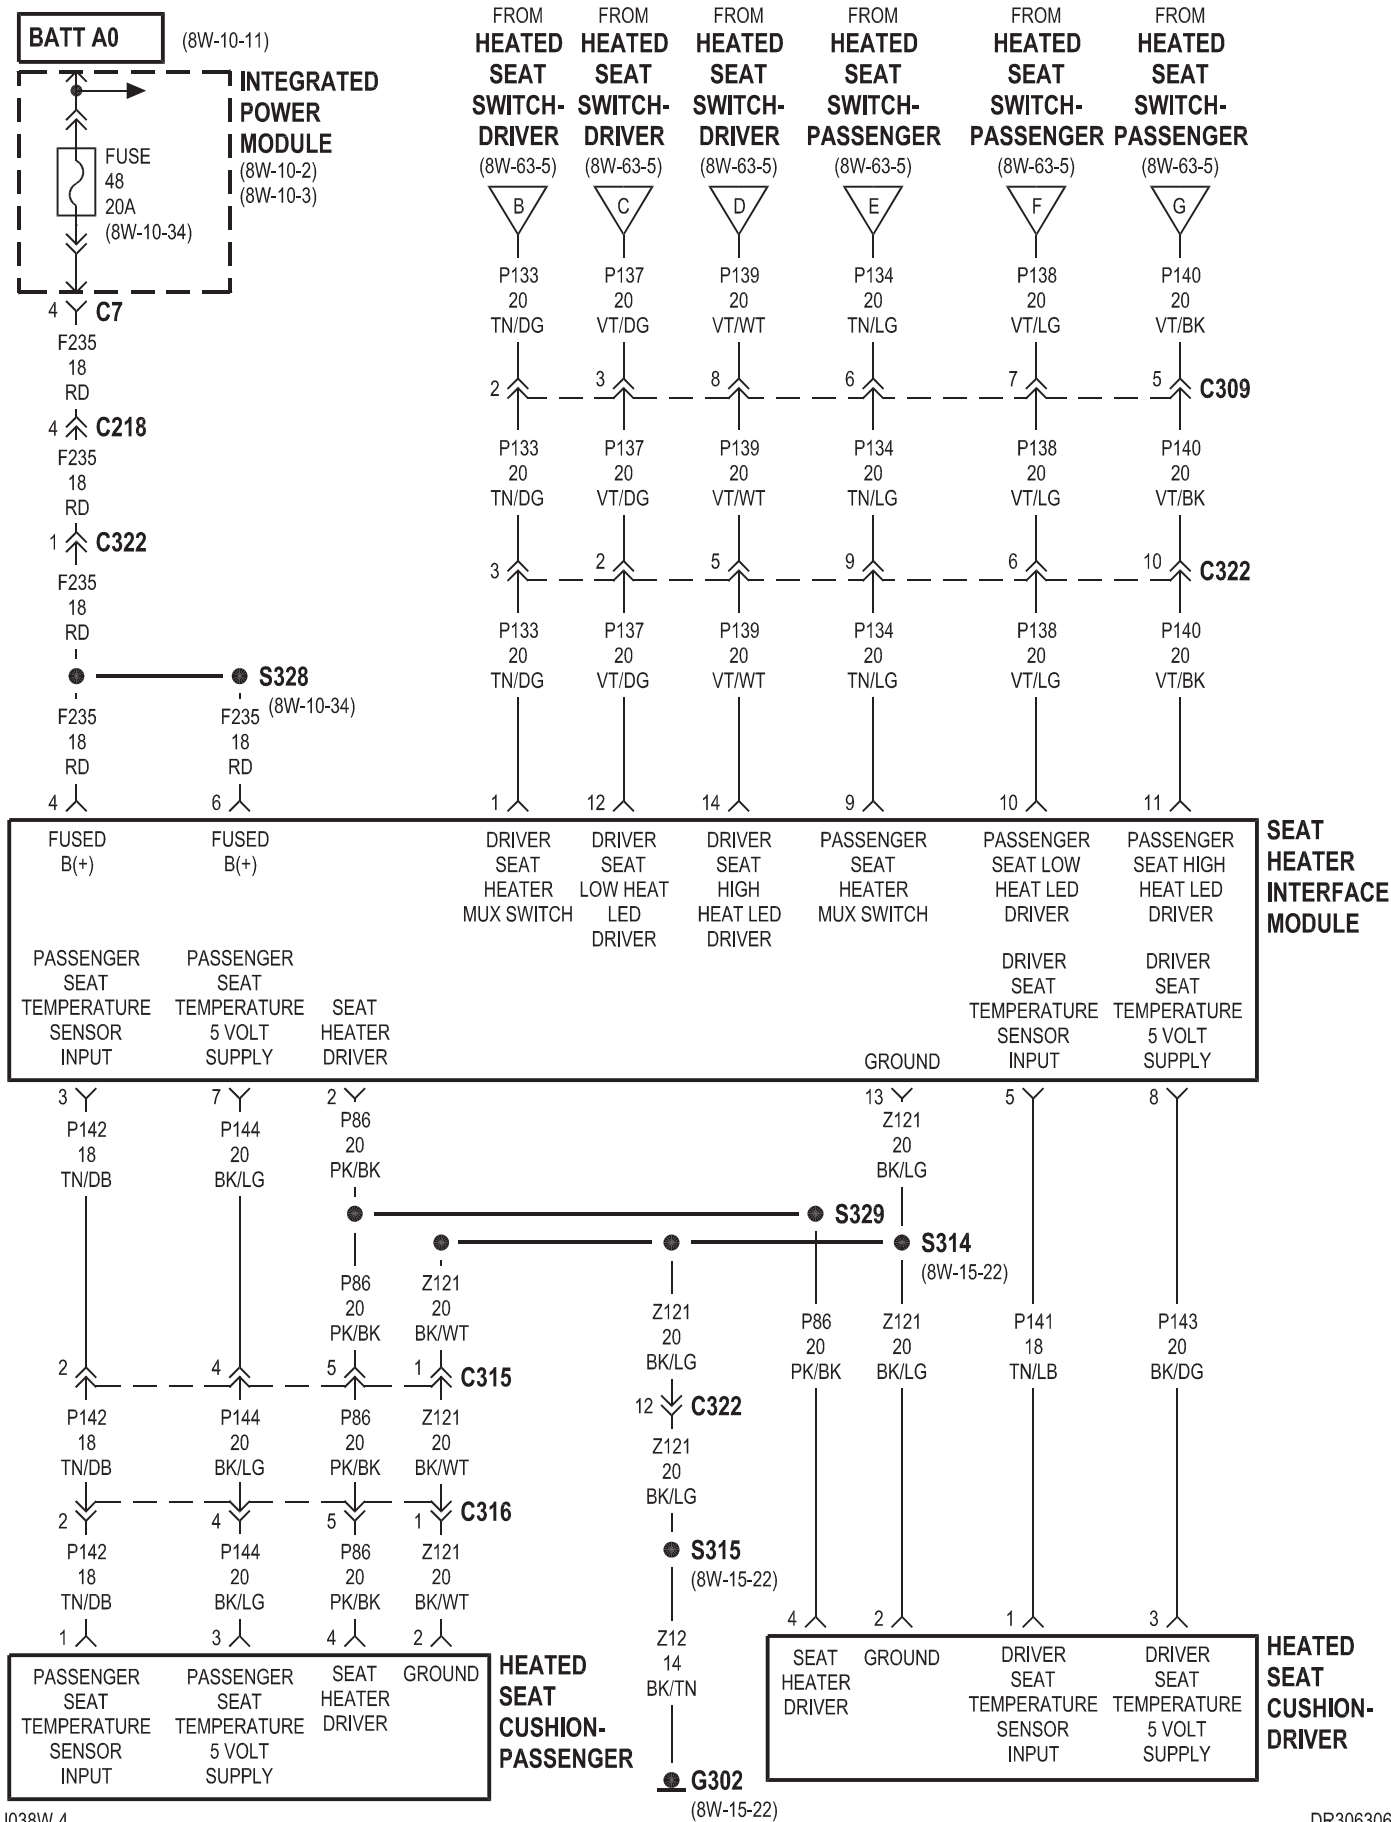 BATT A0
(8W-10-11)
INTEGRATED
POWER
MODULE
(8W-10-2)
(8W-10-3)
FUSE
48
20A
(8W-10-34)
4 C7
F235
18
RD
4 C218
F235
18
RD
1 C322
F235
18
RD
S328
(8W-10-34)
F235 F235
18 18
RD RD
4 6
FROM FROM FROM FROM FROM FROM
HEATED HEATED HEATED HEATED HEATED HEATED
SEAT SEAT SEAT SEAT SEAT SEAT
SWITCH- SWITCH- SWITCH- SWITCH- SWITCH- SWITCH-
DRIVER DRIVER DRIVER PASSENGER PASSENGER PASSENGER
(8W-63-5) (8W-63-5) (8W-63-5) (8W-63-5) (8W-63-5) (8W-63-5)
B C D E F G
P133 P137 P139 P134 P138 P140
20 20 20 20 20 20
TN/DG VT/DG VT/WT TN/LG VT/LG VT/BK
2 3 8 6 7 5 C309
P133 P137 P139 P134 P138 P140
20 20 20 20 20 20
TN/DG VT/DG VT/WT TN/LG VT/LG VT/BK
3 2 5 9 6 10 C322
P133 P137 P139 P134 P138 P140
20 20 20 20 20 20
TN/DG VT/DG VT/WT TN/LG VT/LG VT/BK
1 12 14 9 10 11
FUSED FUSED DRIVER DRIVER DRIVER PASSENGER PASSENGER PASSENGER
B(+) B(+) SEAT SEAT SEAT SEAT SEAT LOW SEAT HIGH
HEATER LOW HEAT HIGH HEATER HEAT LED HEAT LED
MUX SWITCH LED HEAT LED MUX SWITCH DRIVER DRIVER
DRIVER DRIVER
SEAT
HEATER
INTERFACE
MODULE
PASSENGER PASSENGER DRIVER DRIVER
SEAT SEAT SEAT SEAT
TEMPERATURE TEMPERATURE SEAT TEMPERATURE TEMPERATURE
SENSOR 5 VOLT HEATER SENSOR 5 VOLT
INPUT SUPPLY DRIVER GROUND INPUT SUPPLY
3 7 2 13 5 8
P142 P144 P86 Z121
18 20 20 20
TN/DB BK/LG PK/BK BK/LG
S329
S314
(8W-15-22)
P86 Z121
20 20
PK/BK BK/WT
Z121
20
BK/LG
P86 Z121 P141 P143
20 20 18 20
PK/BK BK/LG TN/LB BK/DG
2 4 5 1 C315
12 C322
P142 P144 P86 Z121
18 20 20 20
TN/DB BK/LG PK/BK BK/WT
Z121
20
BK/LG
2 4 5 1 C316
P142 P144 P86 Z121
18 20 20 20
TN/DB BK/LG PK/BK BK/WT
S315
(8W-15-22)
1 3 4 2
Z12
14
BK/TN
4 2 1 3
PASSENGER PASSENGER SEAT GROUND
SEAT SEAT HEATER
TEMPERATURE TEMPERATURE DRIVER
SENSOR 5 VOLT
INPUT SUPPLY
HEATED
SEAT
CUSHION-
PASSENGER
G302
(8W-15-22)
SEAT GROUND DRIVER DRIVER
HEATER SEAT SEAT
DRIVER TEMPERATURE TEMPERATURE
SENSOR 5 VOLT
INPUT SUPPLY
HEATED
SEAT
CUSHION-
DRIVER
J038W-4
DR306306